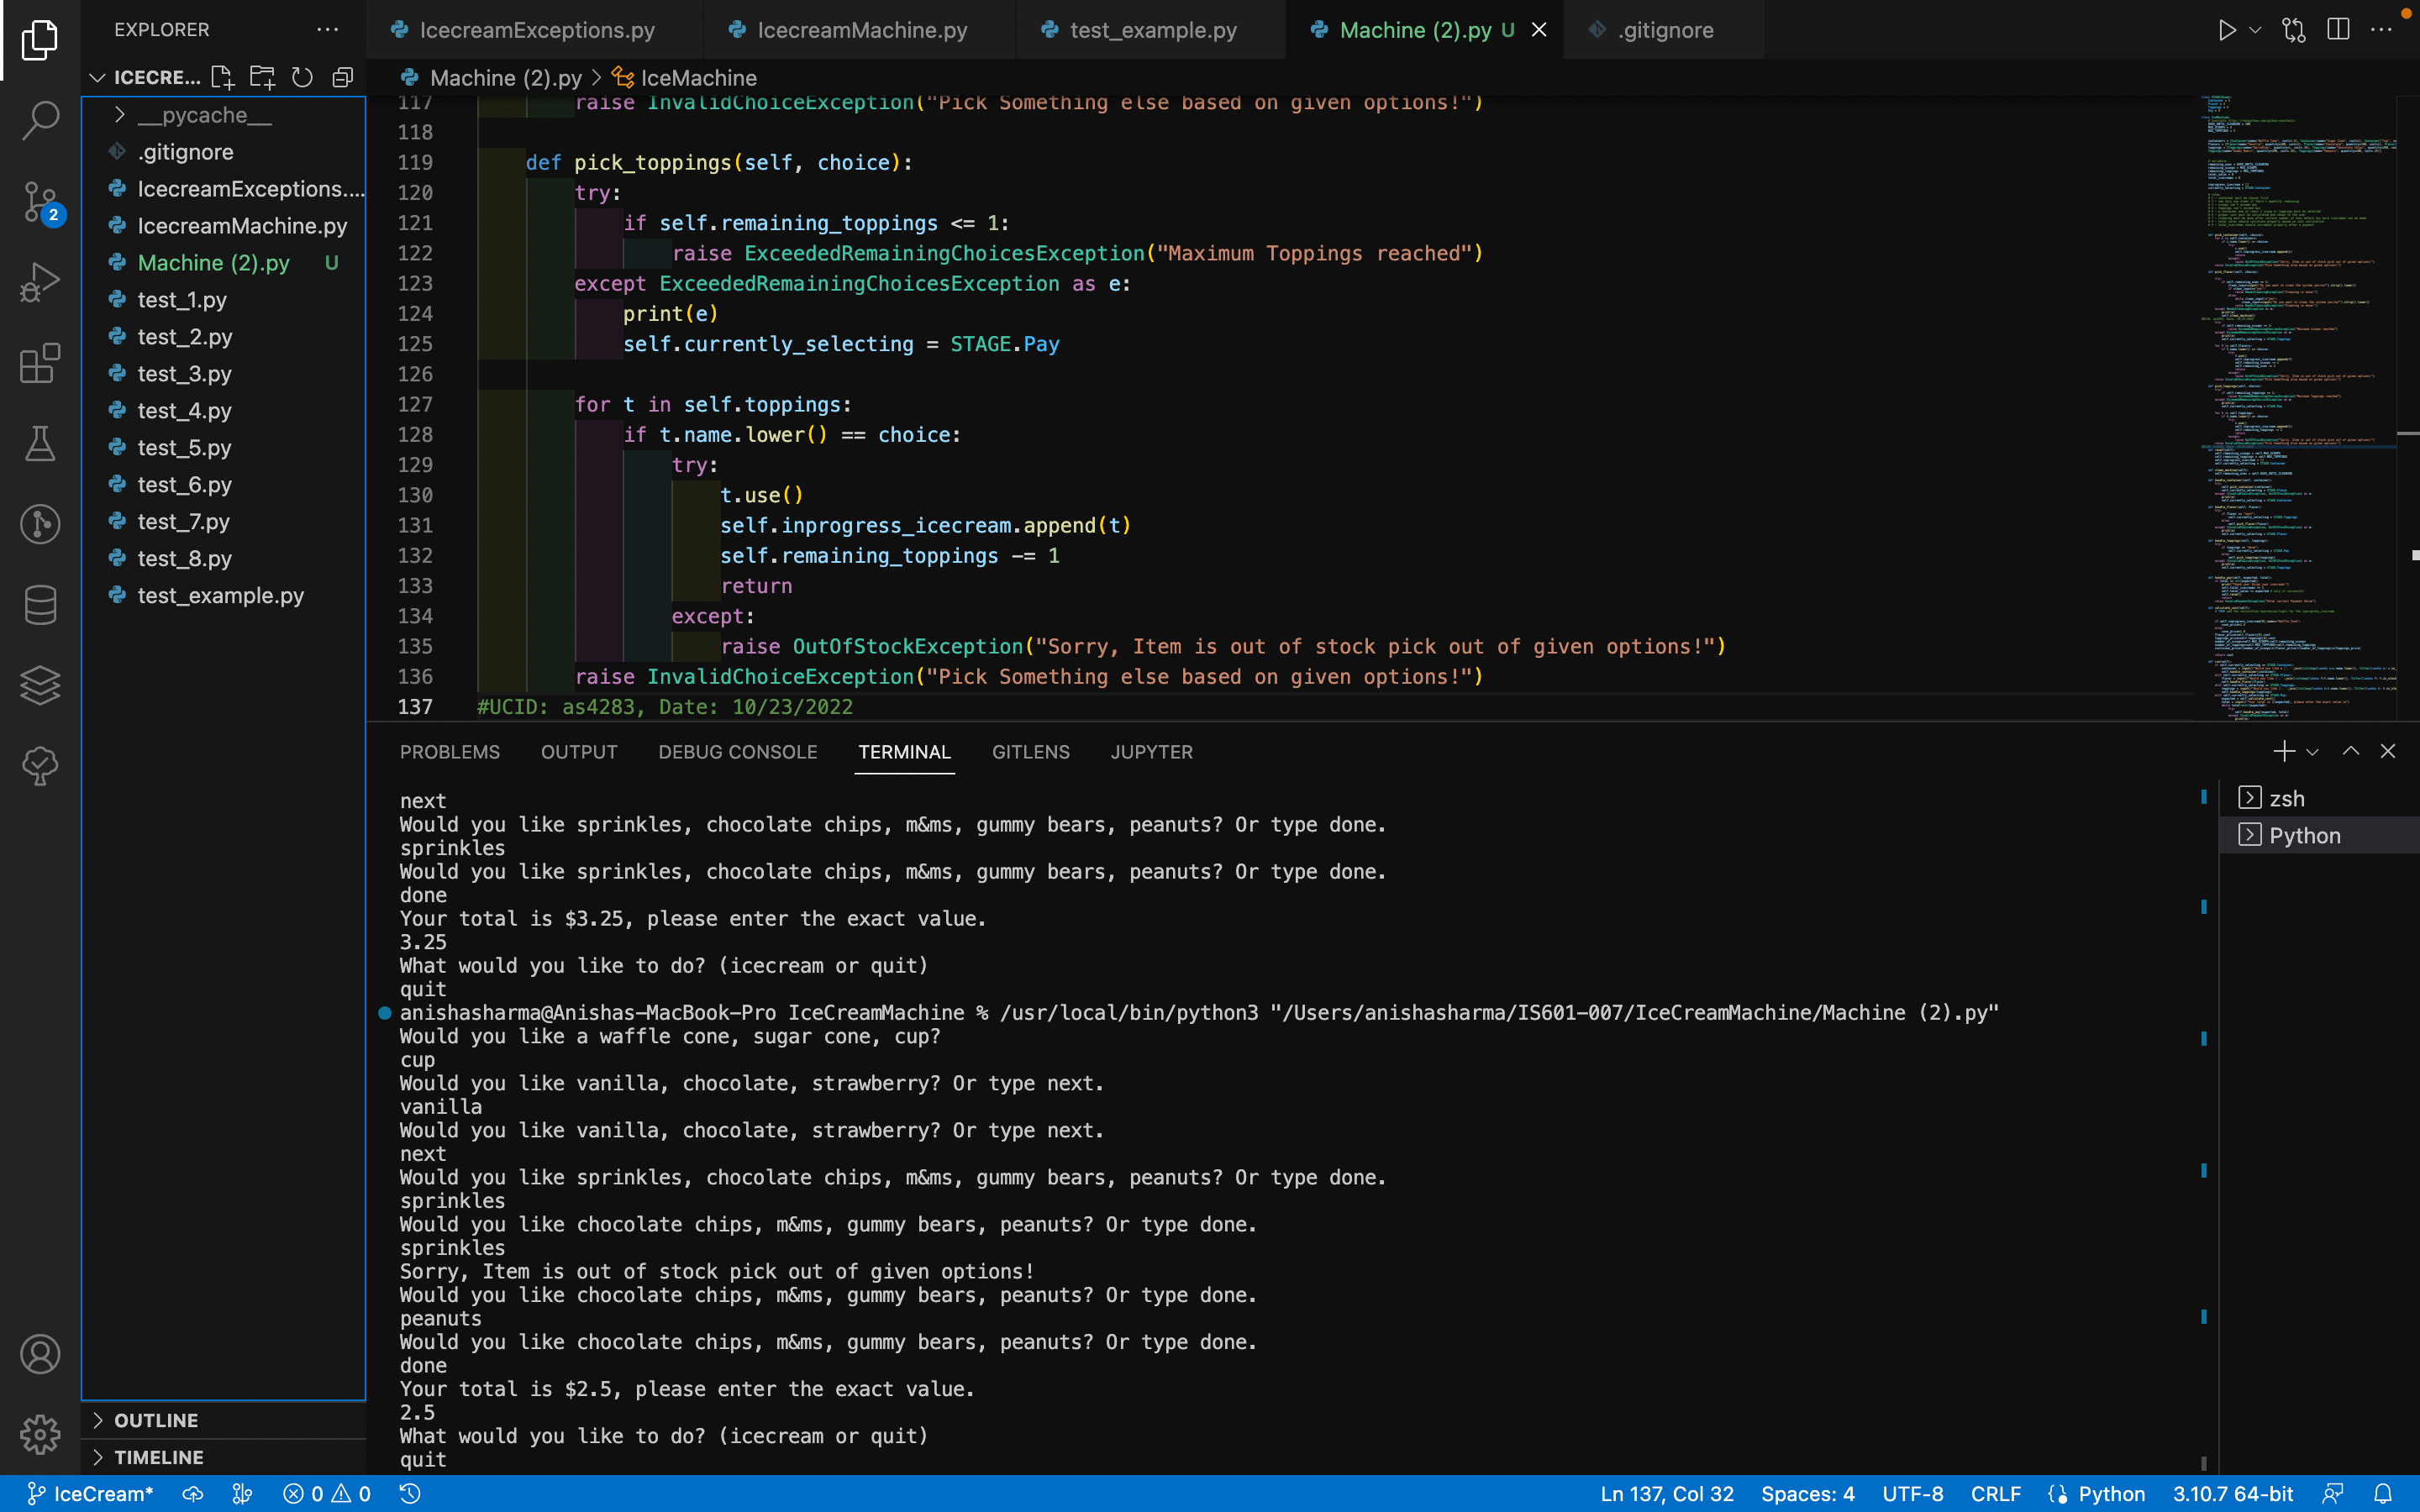 EXPLORER
ICECRE...
__pycache__
.gitignore
IcecreamExceptions....
IcecreamMachine.py
Machine (2).py U
test_1.py
test_2.py
test_3.py
test_4.py
test_5.py
test_6.py
test_7.py
test_8.py
test_example.py
OUTLINE
TIMELINE
2
IcecreamExceptions.py
IcecreamMachine.py
test_example.py
Machine (2).py U
.gitignore
Machine (2).py > IceMachine
117 raise InvalidChoiceException("Pick Something else based on given options!")
118
119 def pick_toppings(self, choice):
120 try:
121 if self.remaining_toppings <= 1:
122 raise ExceededRemainingChoicesException("Maximum Toppings reached")
123 except ExceededRemainingChoicesException as e:
124 print(e)
125 self.currently_selecting = STAGE.Pay
126
127 for t in self.toppings:
128 if t.name.lower() == choice:
129 try:
130 t.use()
131 self.inprogress_icecream.append(t)
132 self.remaining_toppings -= 1
133 return
134 except:
135 raise OutOfStockException("Sorry, Item is out of stock pick out of given options!")
136 raise InvalidChoiceException("Pick Something else based on given options!")
137 #UCID: as4283, Date: 10/23/2022
PROBLEMS OUTPUT DEBUG CONSOLE TERMINAL GITLENS JUPYTER
next
Would you like sprinkles, chocolate chips, m&ms, gummy bears, peanuts? Or type done.
sprinkles
Would you like sprinkles, chocolate chips, m&ms, gummy bears, peanuts? Or type done.
done
Your total is $3.25, please enter the exact value.
3.25
What would you like to do? (icecream or quit)
quit
anishasharma@Anishas-MacBook-Pro IceCreamMachine % /usr/local/bin/python3 "/Users/anishasharma/IS601-007/IceCreamMachine/Machine (2).py"
Would you like a waffle cone, sugar cone, cup?
cup
Would you like vanilla, chocolate, strawberry? Or type next.
vanilla
Would you like vanilla, chocolate, strawberry? Or type next.
next
Would you like sprinkles, chocolate chips, m&ms, gummy bears, peanuts? Or type done.
sprinkles
Would you like chocolate chips, m&ms, gummy bears, peanuts? Or type done.
sprinkles
Sorry, Item is out of stock pick out of given options!
Would you like chocolate chips, m&ms, gummy bears, peanuts? Or type done.
peanuts
Would you like chocolate chips, m&ms, gummy bears, peanuts? Or type done.
done
Your total is $2.5, please enter the exact value.
2.5
What would you like to do? (icecream or quit)
quit
zsh
Python
IceCream* 0 0
Ln 137, Col 32 Spaces: 4 UTF-8 CRLF Python 3.10.7 64-bit